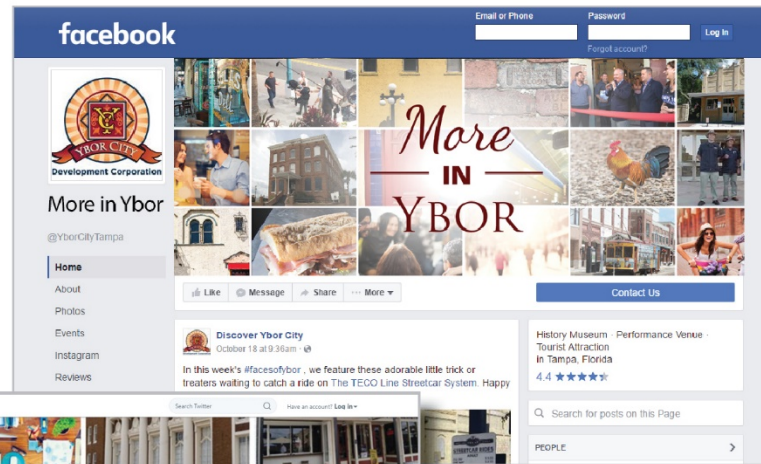 Email or Phone
Password
facebook
Log In
Forgot account?
YBOR CITY
Development Corporation
More
IN
YBOR
More in Ybor
@YborCityTampa
Home
About
Photos
Events
Instagram
Reviews
Like
Message
Share
More
Contact Us
Discover Ybor City
October 18 at 9:36am
In this week's #facesofybor , we feature these adorable little trick or
treaters waiting to catch a ride on The TECO Line Streetcar System. Happy
History Museum · Performance Venue ·
Tourist Attraction
in Tampa, Florida
4.4
Search for posts on this Page
PEOPLE
Search Twitter
Have an account? Log in
STREETCAR RIDES